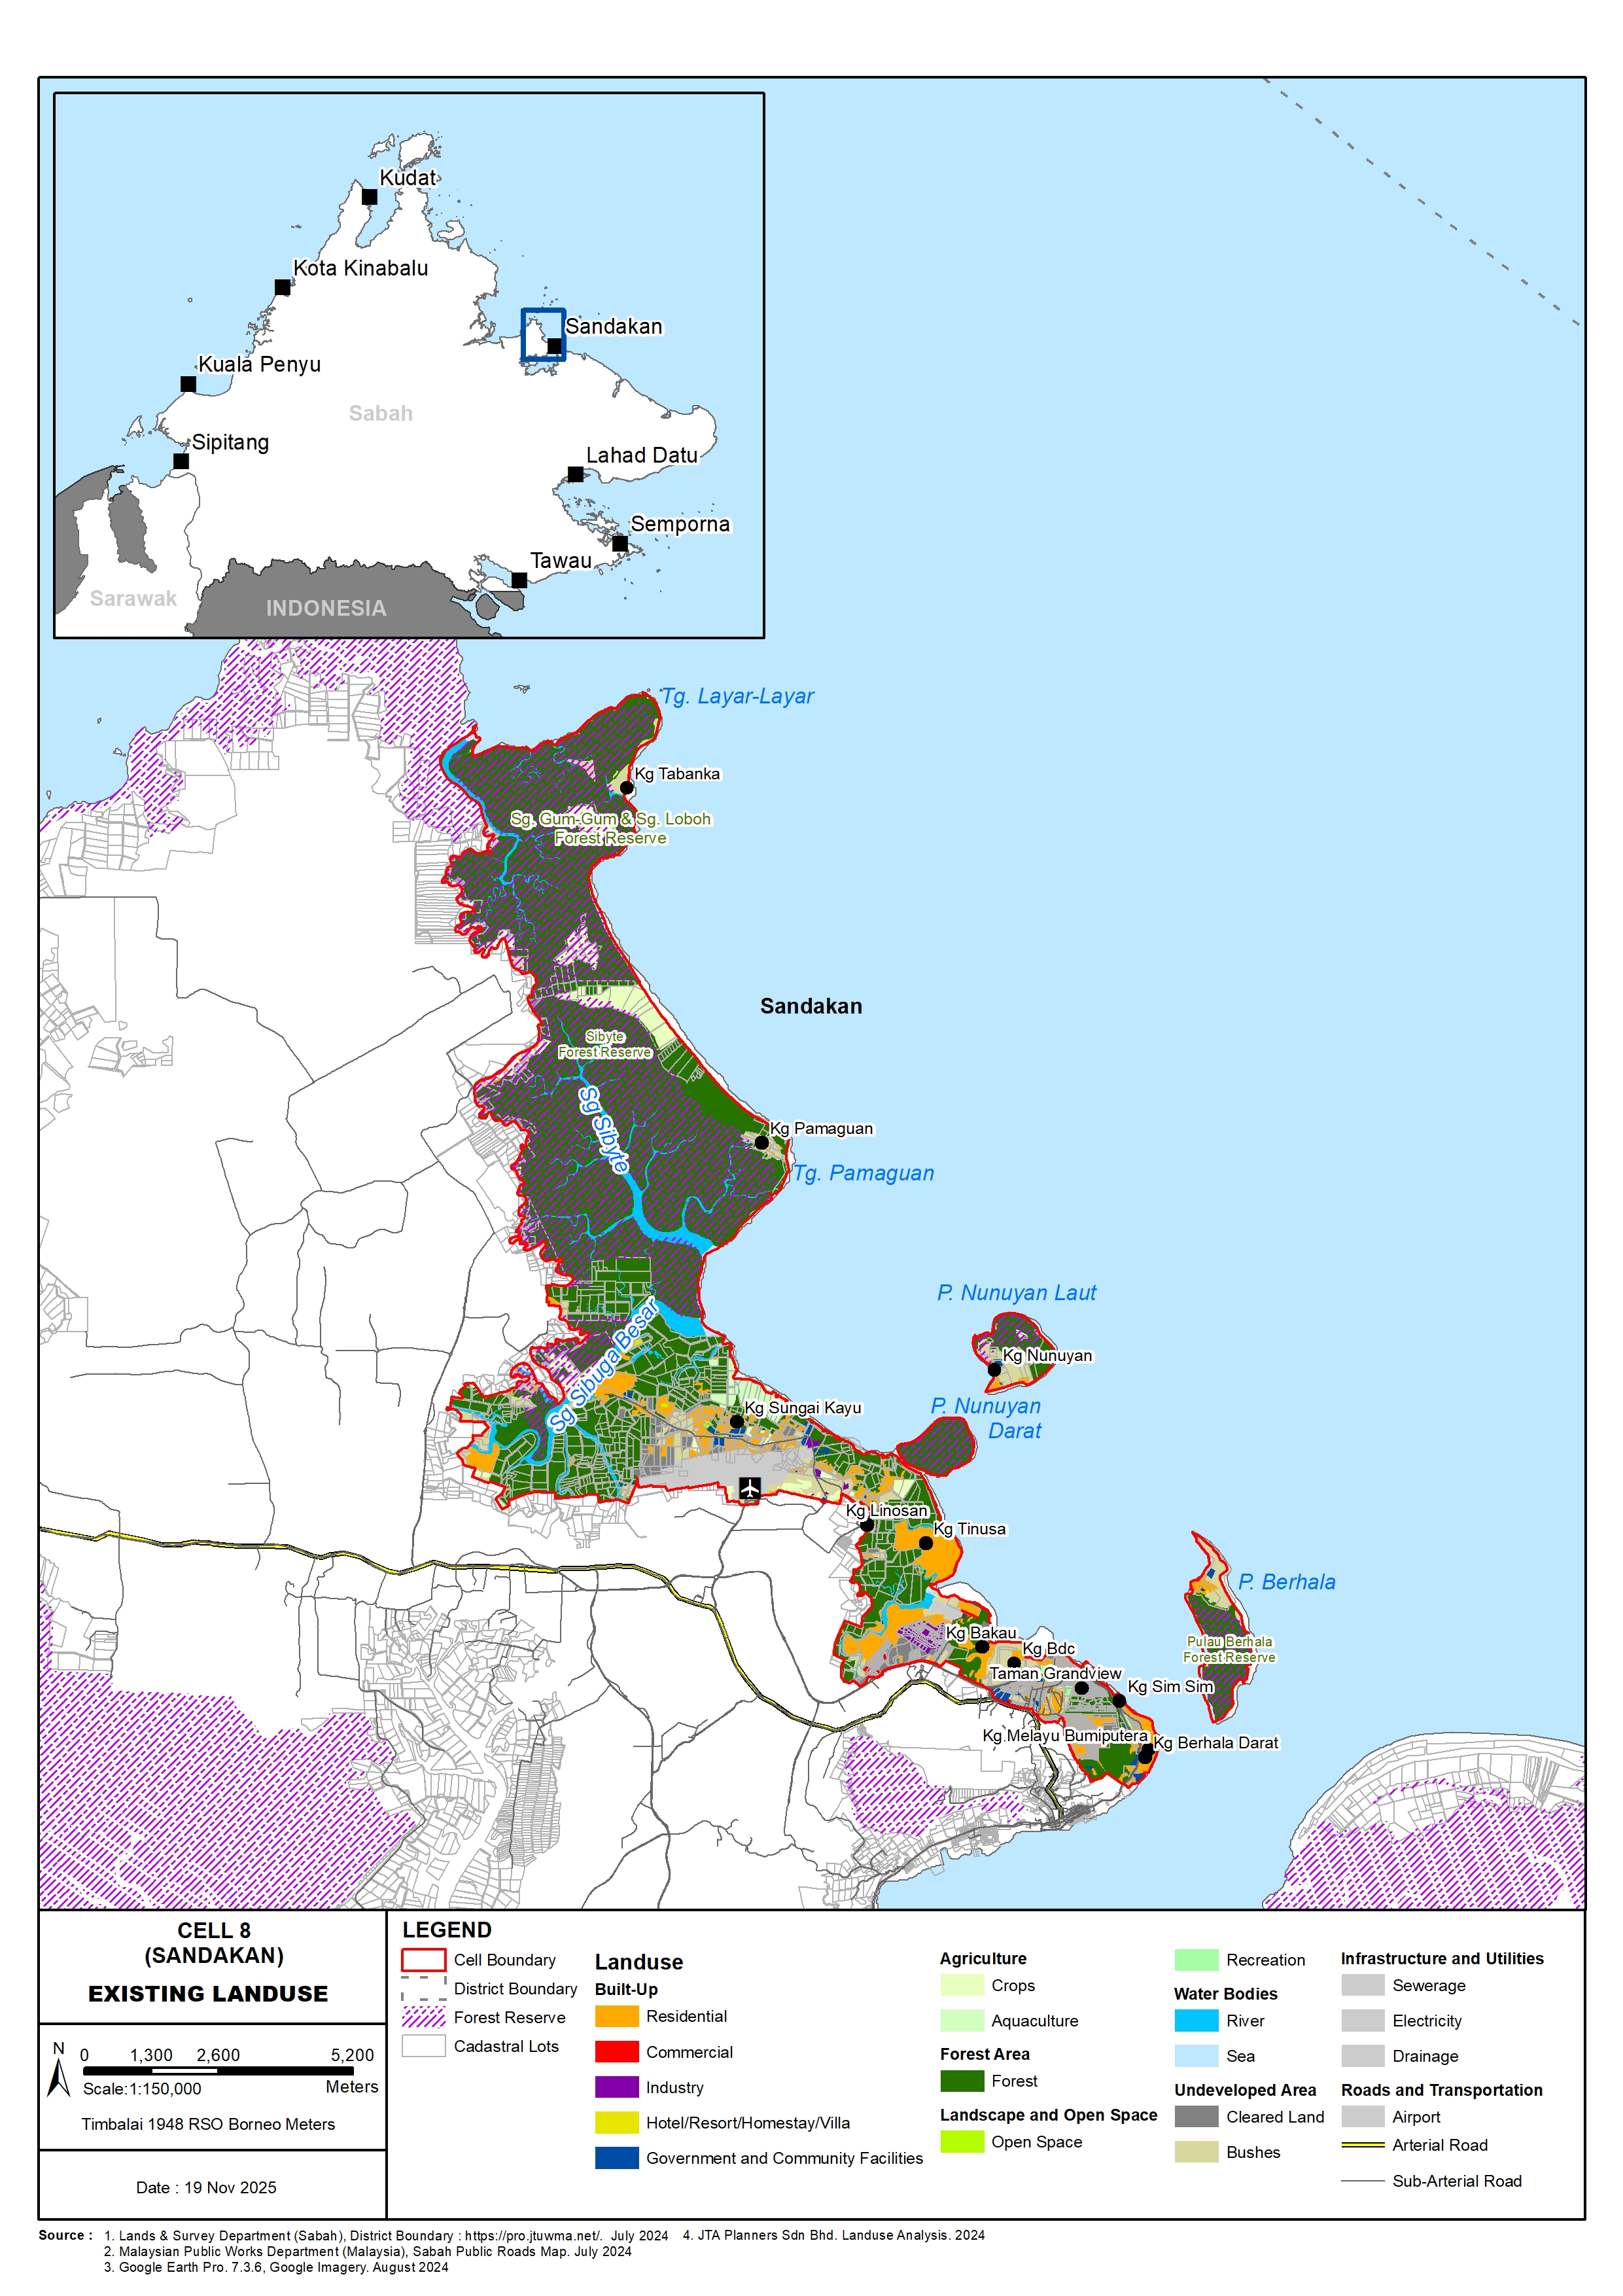 Kudat
Kota Kinabalu
Sandakan
Kuala Penyu
Sabah
Sipitang
Lahad Datu
Semporna
Tawau
Sarawak
INDONESIA
Tg. Layar-Layar
Kg Tabanka
Sg. Gum-Gum & Sg. Loboh
Forest Reserve
Sandakan
Sibyte
Forest Reserve
Sg Sibyte
Kg Pamaguan
Tg. Pamaguan
P. Nunuyan Laut
Kg Nunuyan
Sg Sibuga Besar
P. Nunuyan
Darat
Kg Sungai Kayu
Kg Linosan
Kg Tinusa
P. Berhala
Kg Bakau
Kg Bdc
Pulau Berhala
Forest Reserve
Taman Grandview
Kg Sim Sim
Kg Melayu Bumiputera
Kg Berhala Darat
CELL 8
(SANDAKAN)
EXISTING LANDUSE
N
0 1,300 2,600 5,200
Scale:1:150,000 Meters
Timbalai 1948 RSO Borneo Meters
Date : 19 Nov 2025
LEGEND
Cell Boundary
District Boundary
Forest Reserve
Cadastral Lots
Landuse
Built-Up
Residential
Commercial
Industry
Hotel/Resort/Homestay/Villa
Government and Community Facilities
Agriculture
Crops
Aquaculture
Forest Area
Forest
Landscape and Open Space
Open Space
Recreation
Water Bodies
River
Sea
Undeveloped Area
Cleared Land
Bushes
Infrastructure and Utilities
Sewerage
Electricity
Drainage
Roads and Transportation
Airport
Arterial Road
Sub-Arterial Road
Source : 1. Lands & Survey Department (Sabah), District Boundary : https://pro.jtuwma.net/. July 2024 4. JTA Planners Sdn Bhd. Landuse Analysis. 2024
2. Malaysian Public Works Department (Malaysia), Sabah Public Roads Map. July 2024
3. Google Earth Pro. 7.3.6, Google Imagery. August 2024